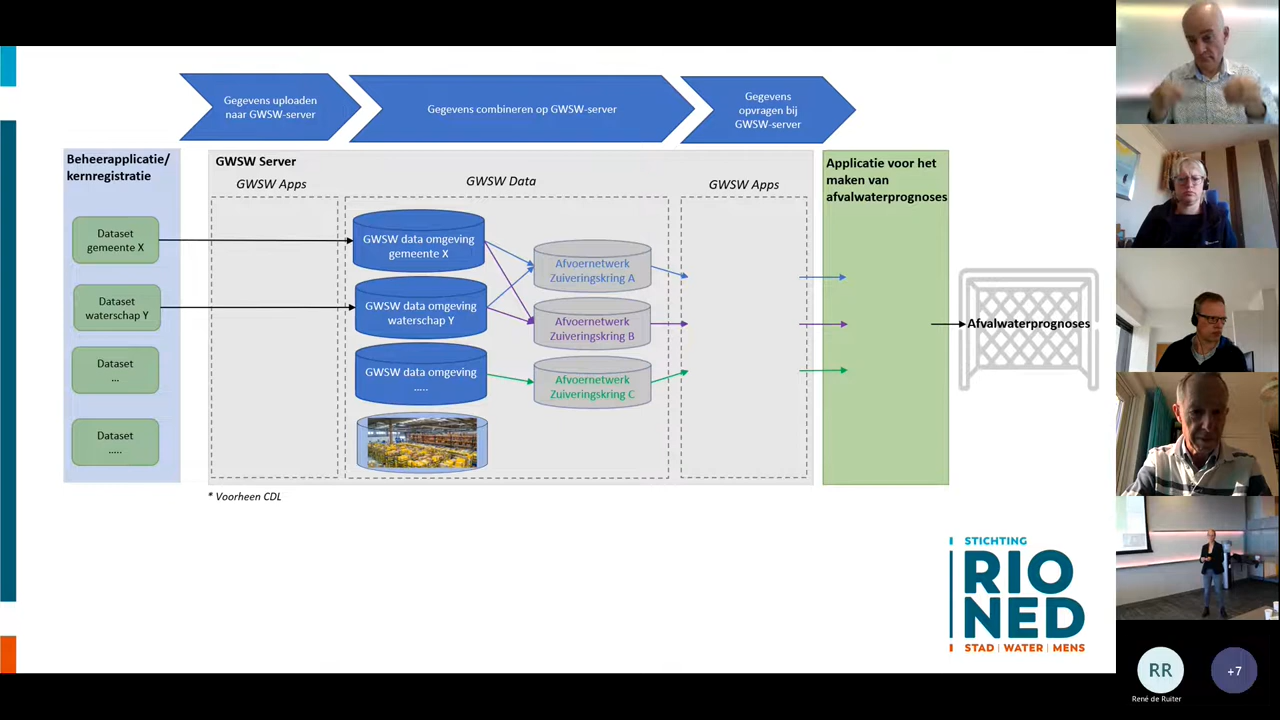 Gegevens uploaden
naar GWSW-server
Gegevens combineren op GWSW-server
Gegevens
opvragen bij
GWSW-server
Beheerapplicatie/
kernregistratie
Dataset
gemeente X
Dataset
waterschap Y
Dataset
...
Dataset
.....
GWSW Server
GWSW Apps
GWSW Data
GWSW Apps
GWSW data omgeving
gemeente X
GWSW data omgeving
waterschap Y
GWSW data omgeving
.....
Afvoernetwerk
Zuiveringskring A
Afvoernetwerk
Zuiveringskring B
Afvoernetwerk
Zuiveringskring C
Applicatie voor het
maken van
afvalwaterprognoses
Afvalwaterprognoses
* Voorheen CDL
STICHTING
RIO
NED
STAD | WATER | MENS
RR
René de Ruiter
+7